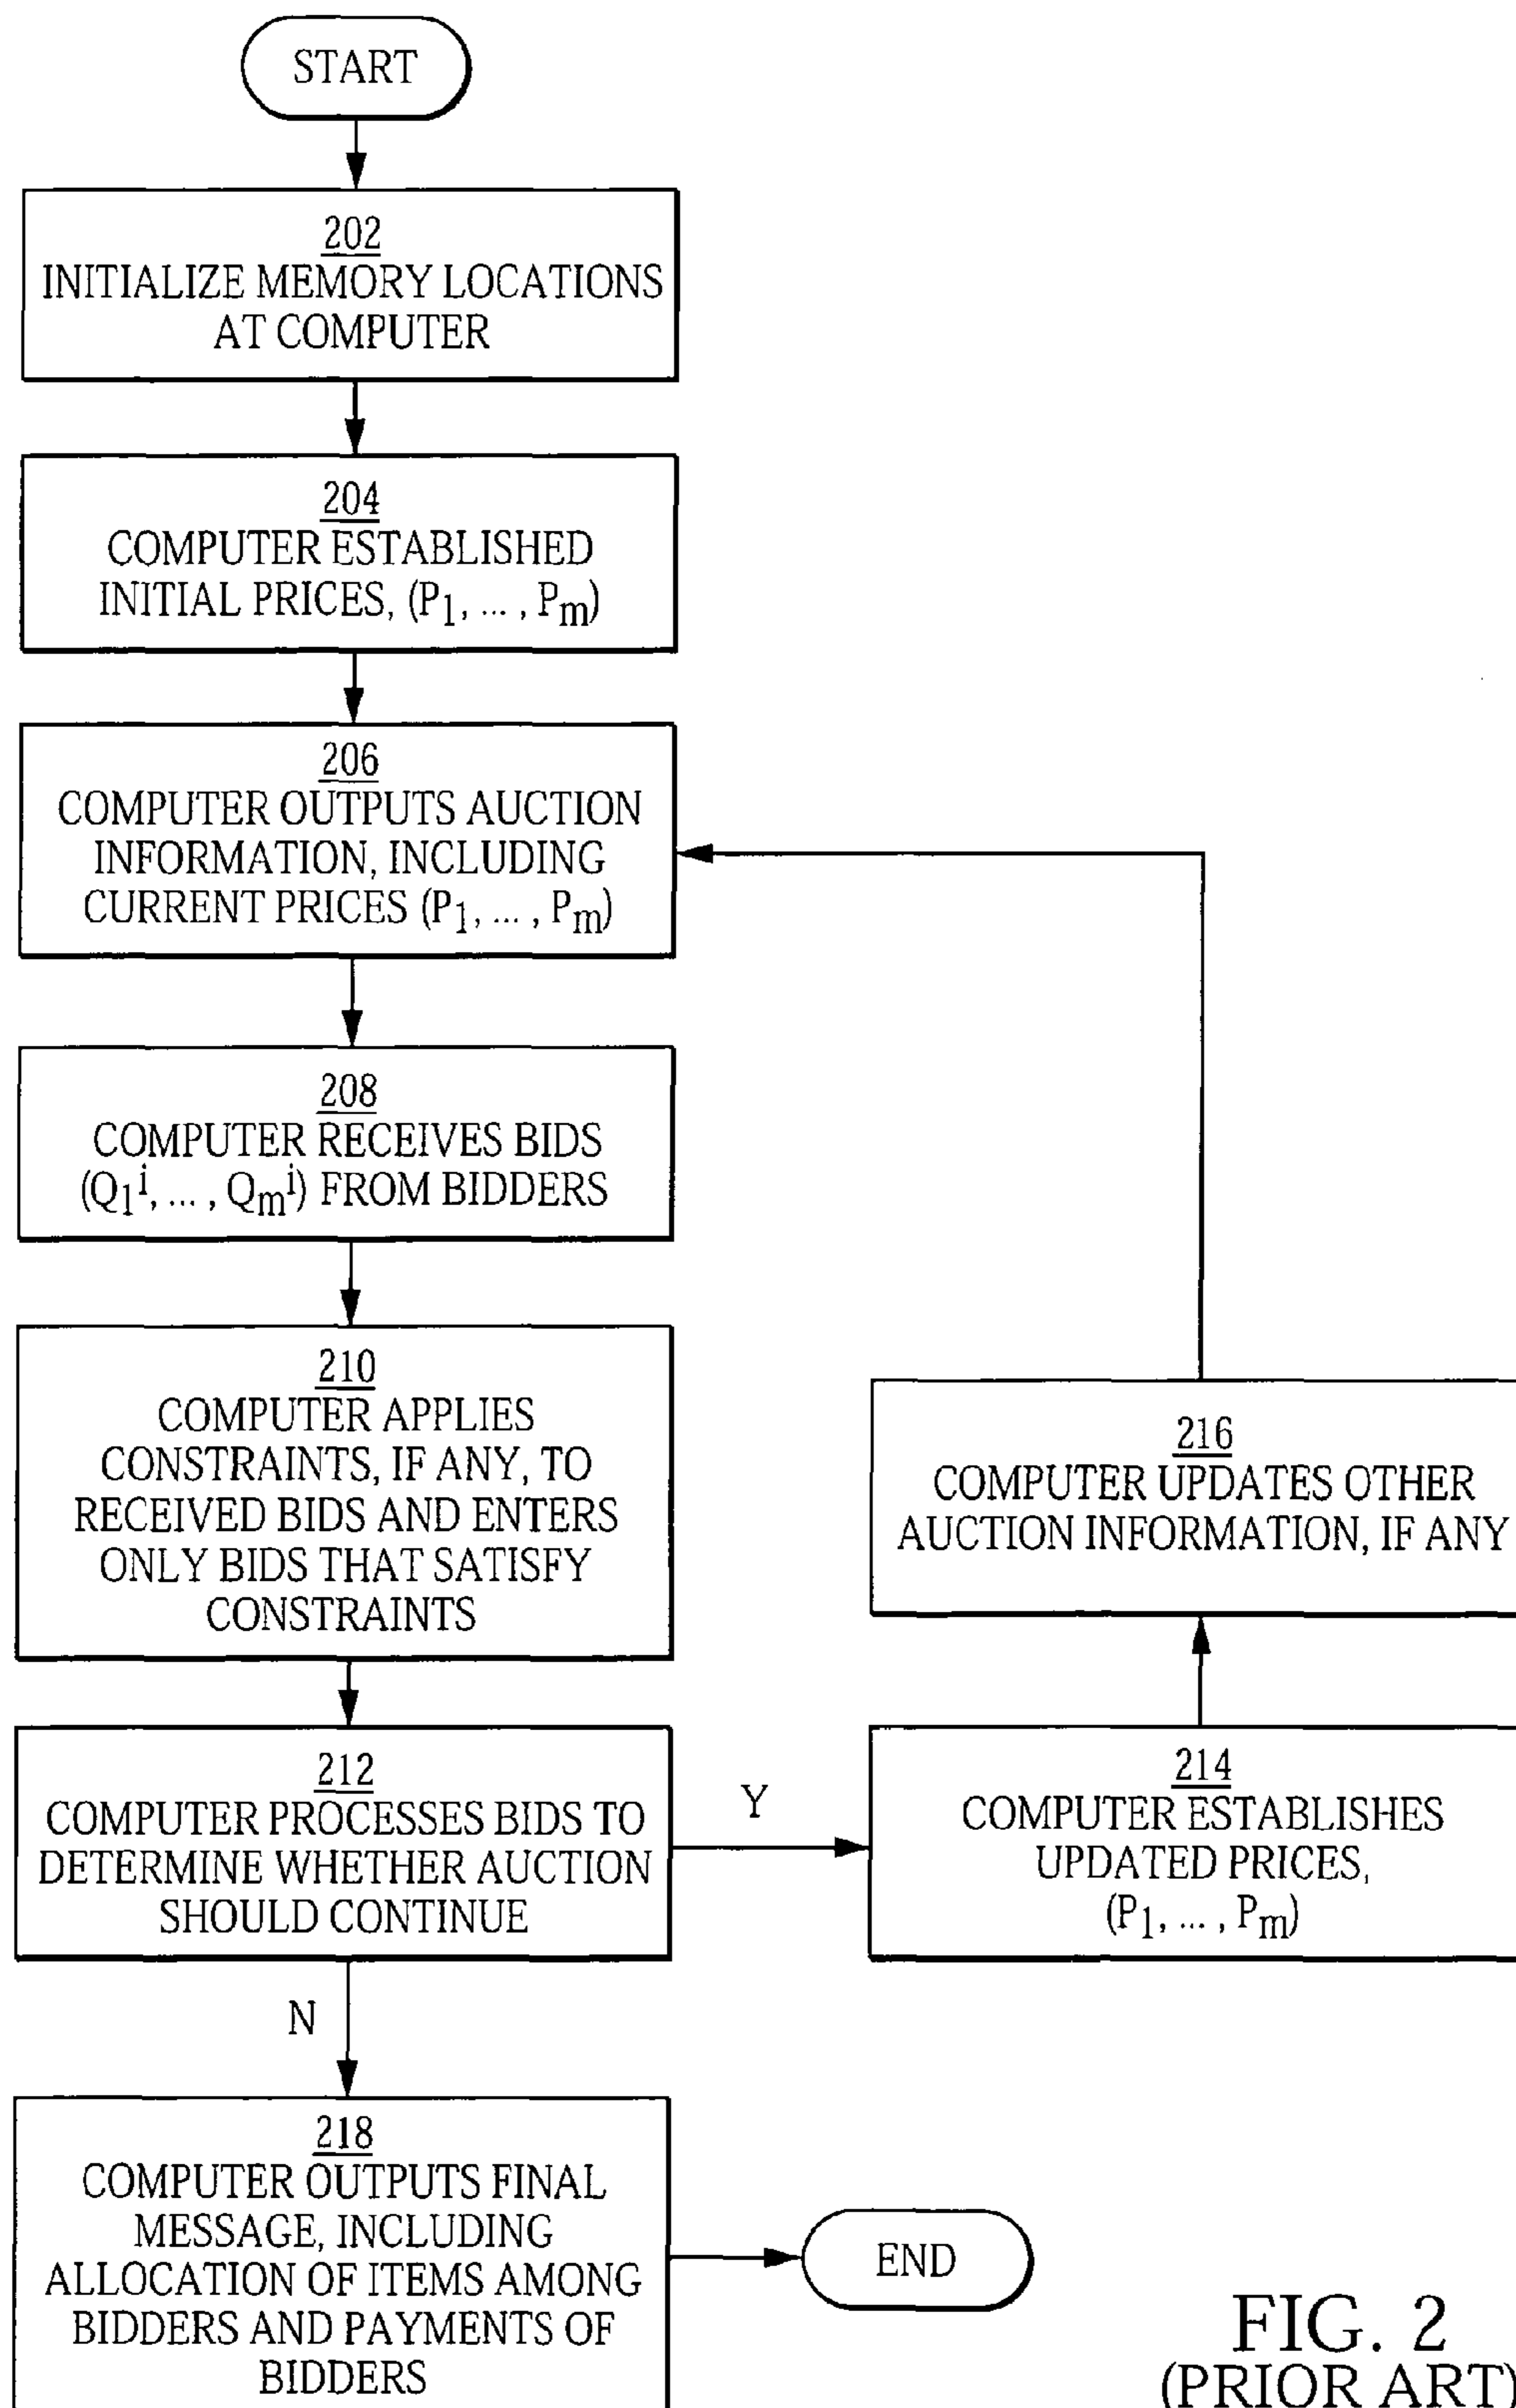 START
202
INITIALIZE MEMORY LOCATIONS
AT COMPUTER
204
COMPUTER ESTABLISHED
INITIAL PRICES, (P1, ... , Pm)
206
COMPUTER OUTPUTS AUCTION
INFORMATION, INCLUDING
CURRENT PRICES (P1, ... , Pm)
208
COMPUTER RECEIVES BIDS
(Q1^i, ... , Qm^i) FROM BIDDERS
210
COMPUTER APPLIES
CONSTRAINTS, IF ANY, TO
RECEIVED BIDS AND ENTERS
ONLY BIDS THAT SATISFY
CONSTRAINTS
216
COMPUTER UPDATES OTHER
AUCTION INFORMATION, IF ANY
212
COMPUTER PROCESSES BIDS TO
DETERMINE WHETHER AUCTION
SHOULD CONTINUE
Y
214
COMPUTER ESTABLISHES
UPDATED PRICES,
(P1, ... , Pm)
N
218
COMPUTER OUTPUTS FINAL
MESSAGE, INCLUDING
ALLOCATION OF ITEMS AMONG
BIDDERS AND PAYMENTS OF
BIDDERS
END
FIG. 2
(PRIOR ART)